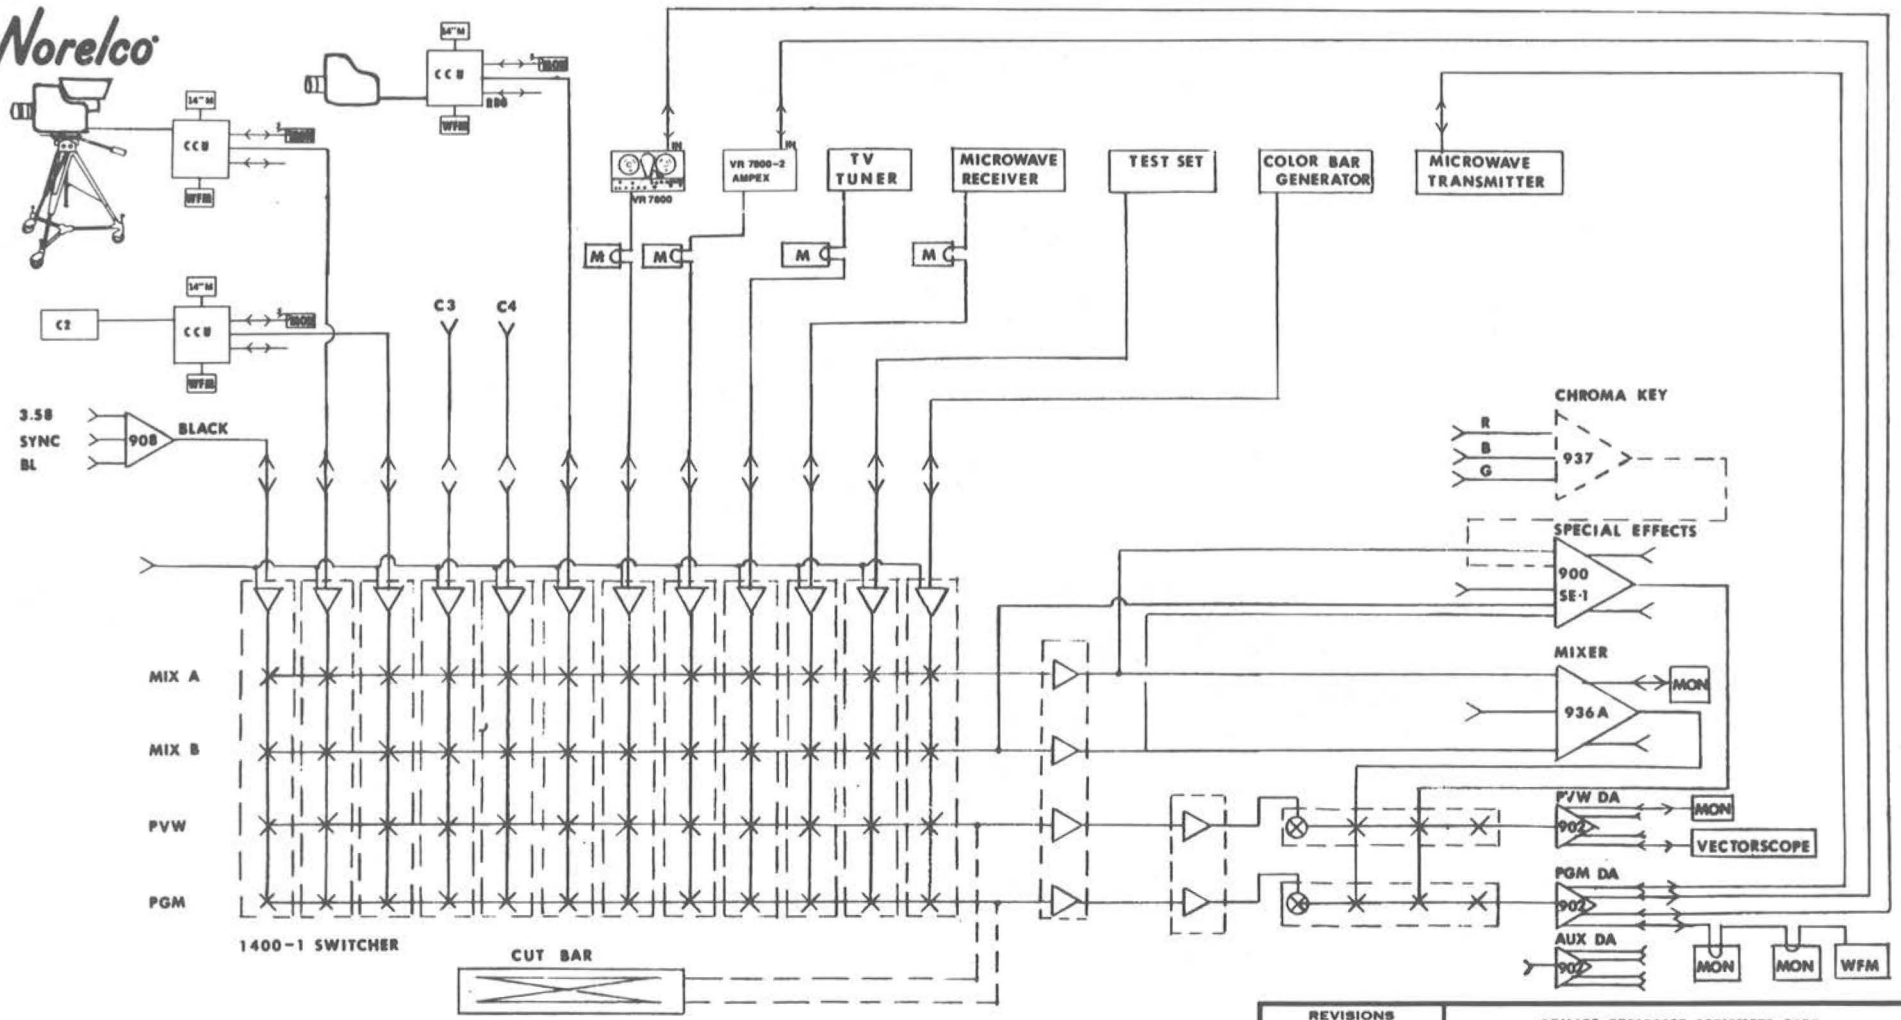 Norelco
14"M
CCU
MON
RBG
WFM
14"M
CCU
MON
WFM
IN
VR 7800
IN
VR 7800-2
AMPEX
TV
TUNER
MICROWAVE
RECEIVER
TEST SET
COLOR BAR
GENERATOR
MICROWAVE
TRANSMITTER
M
M
M
M
C2
14"M
CCU
MON
WFM
C3
C4
3.58
SYNC
BL
908
BLACK
CHROMA KEY
R
B
G
937
SPECIAL EFFECTS
900
SE-1
MIXER
936A
MON
MIX A
MIX B
PVW
PGM
PVW DA
902
MON
VECTORSCOPE
PGM DA
902
AUX DA
902
MON
MON
WFM
1400-1 SWITCHER
CUT BAR
REVISIONS